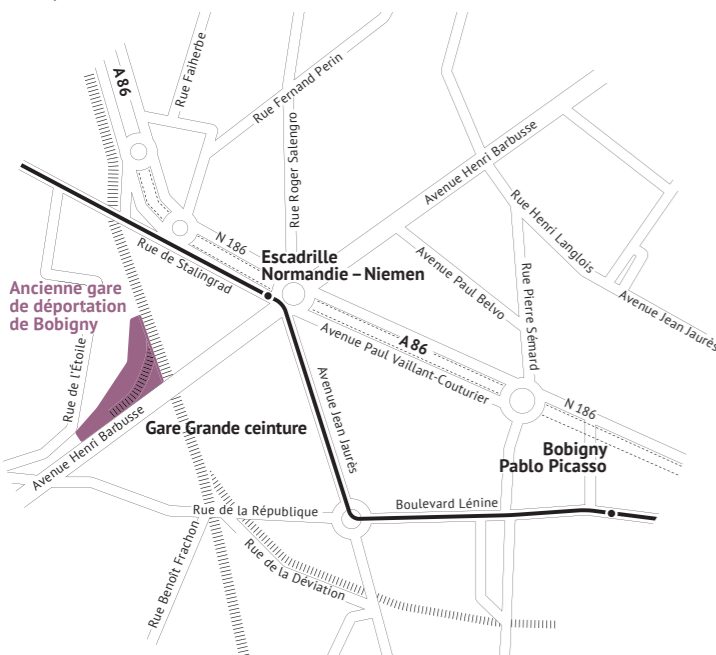 A 86
Rue Faiherbe
Rue Fernand Perin
Rue Roger Salengro
Avenue Henri Barbusse
Rue Henri Langlois
N 186
Rue de Stalingrad
Escadrille
Normandie – Niemen
Avenue Paul Belvo
Rue Pierre Sémard
Avenue Jean Jaurès
Ancienne gare
de déportation
de Bobigny
A 86
Avenue Paul Vaillant-Couturier
Rue de l'Étoile
Avenue Jean Jaurès
N 186
Gare Grande ceinture
Avenue Henri Barbusse
Bobigny
Pablo Picasso
Rue de la République
Boulevard Lénine
Rue Benoît Frachon
Rue de la Déviation